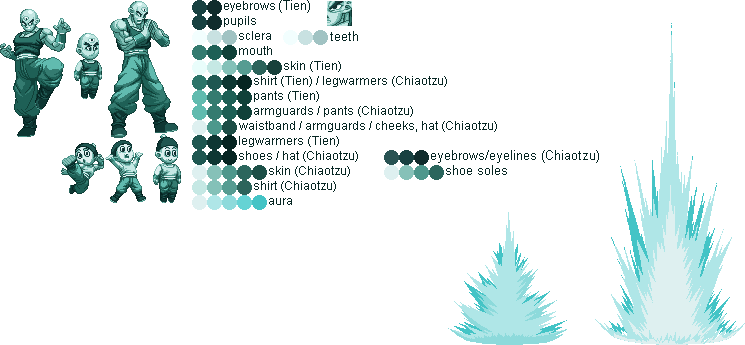 eyebrows (Tien)
pupils
sclera
teeth
mouth
skin (Tien)
shirt (Tien) / legwarmers (Chiaotzu)
pants (Tien)
armguards / pants (Chiaotzu)
waistband / armguards / cheeks, hat (Chiaotzu)
legwarmers (Tien)
shoes / hat (Chiaotzu)
eyebrows/eyelines (Chiaotzu)
skin (Chiaotzu)
shoe soles
shirt (Chiaotzu)
aura